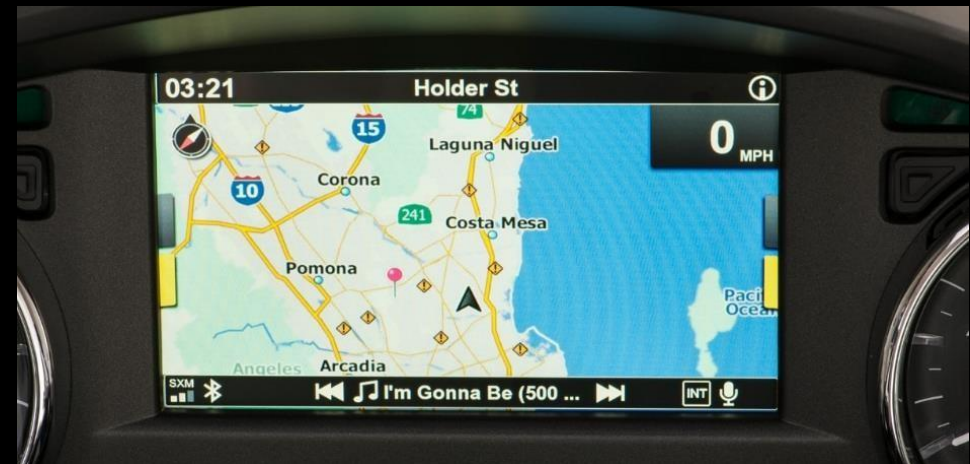 03:21
Holder St
74
15
Laguna Niguel
0
MPH
10
Corona
241
Costa Mesa
Pomona
Paci
Ocean
Angeles
Arcadia
SXM
I'm Gonna Be (500 ...
INT